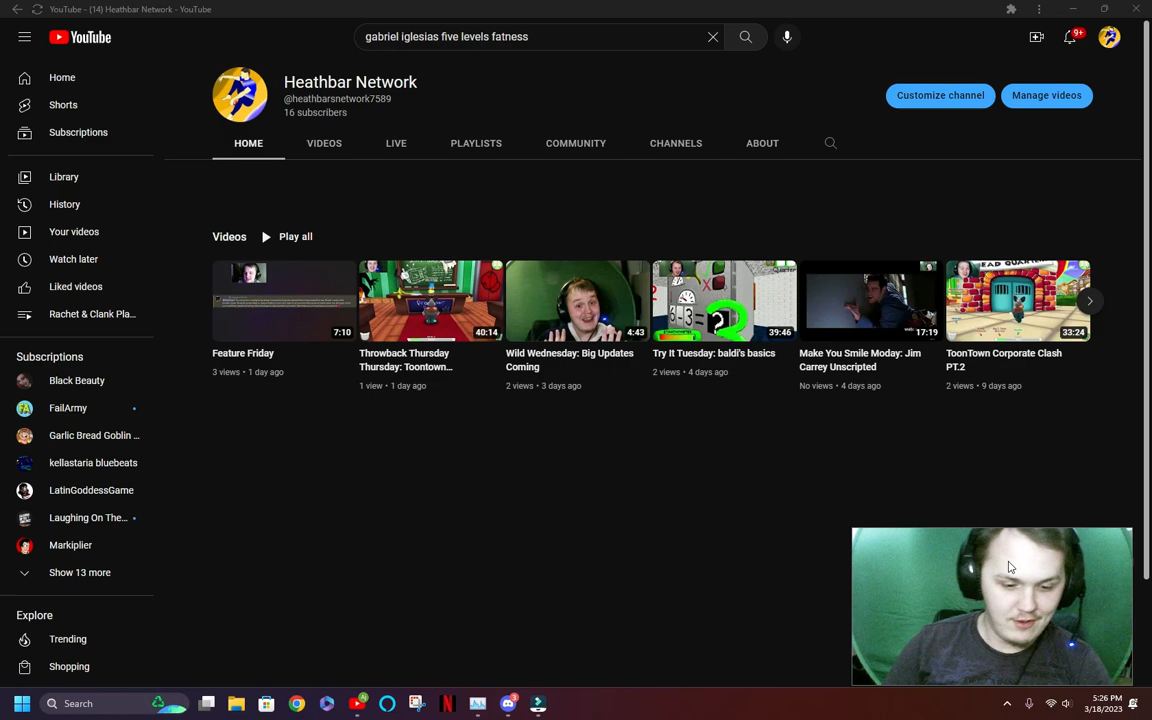 YouTube - (14) Heathbar Network - YouTube
YouTube
gabriel iglesias five levels fatness
9+
Home
Shorts
Subscriptions
Library
History
Your videos
Watch later
Liked videos
Rachet & Clank Pla...
Subscriptions
Black Beauty
FailArmy
Garlic Bread Goblin ...
kellastaria bluebeats
LatinGoddessGame
Laughing On The...
Markiplier
Show 13 more
Explore
Trending
Shopping
Heathbar Network
@heathbarsnetwork7589
16 subscribers
Customize channel
Manage videos
HOME
VIDEOS
LIVE
PLAYLISTS
COMMUNITY
CHANNELS
ABOUT
Videos
Play all
7:10
Feature Friday
3 views • 1 day ago
40:14
Throwback Thursday
Thursday: Toontown...
1 view • 1 day ago
4:43
Wild Wednesday: Big Updates
Coming
2 views • 3 days ago
39:46
Try It Tuesday: baldi's basics
2 views • 4 days ago
17:19
Make You Smile Moday: Jim
Carrey Unscripted
No views • 4 days ago
33:24
ToonTown Corporate Clash
PT.2
2 views • 9 days ago
Search
3
5:26 PM
3/18/2023